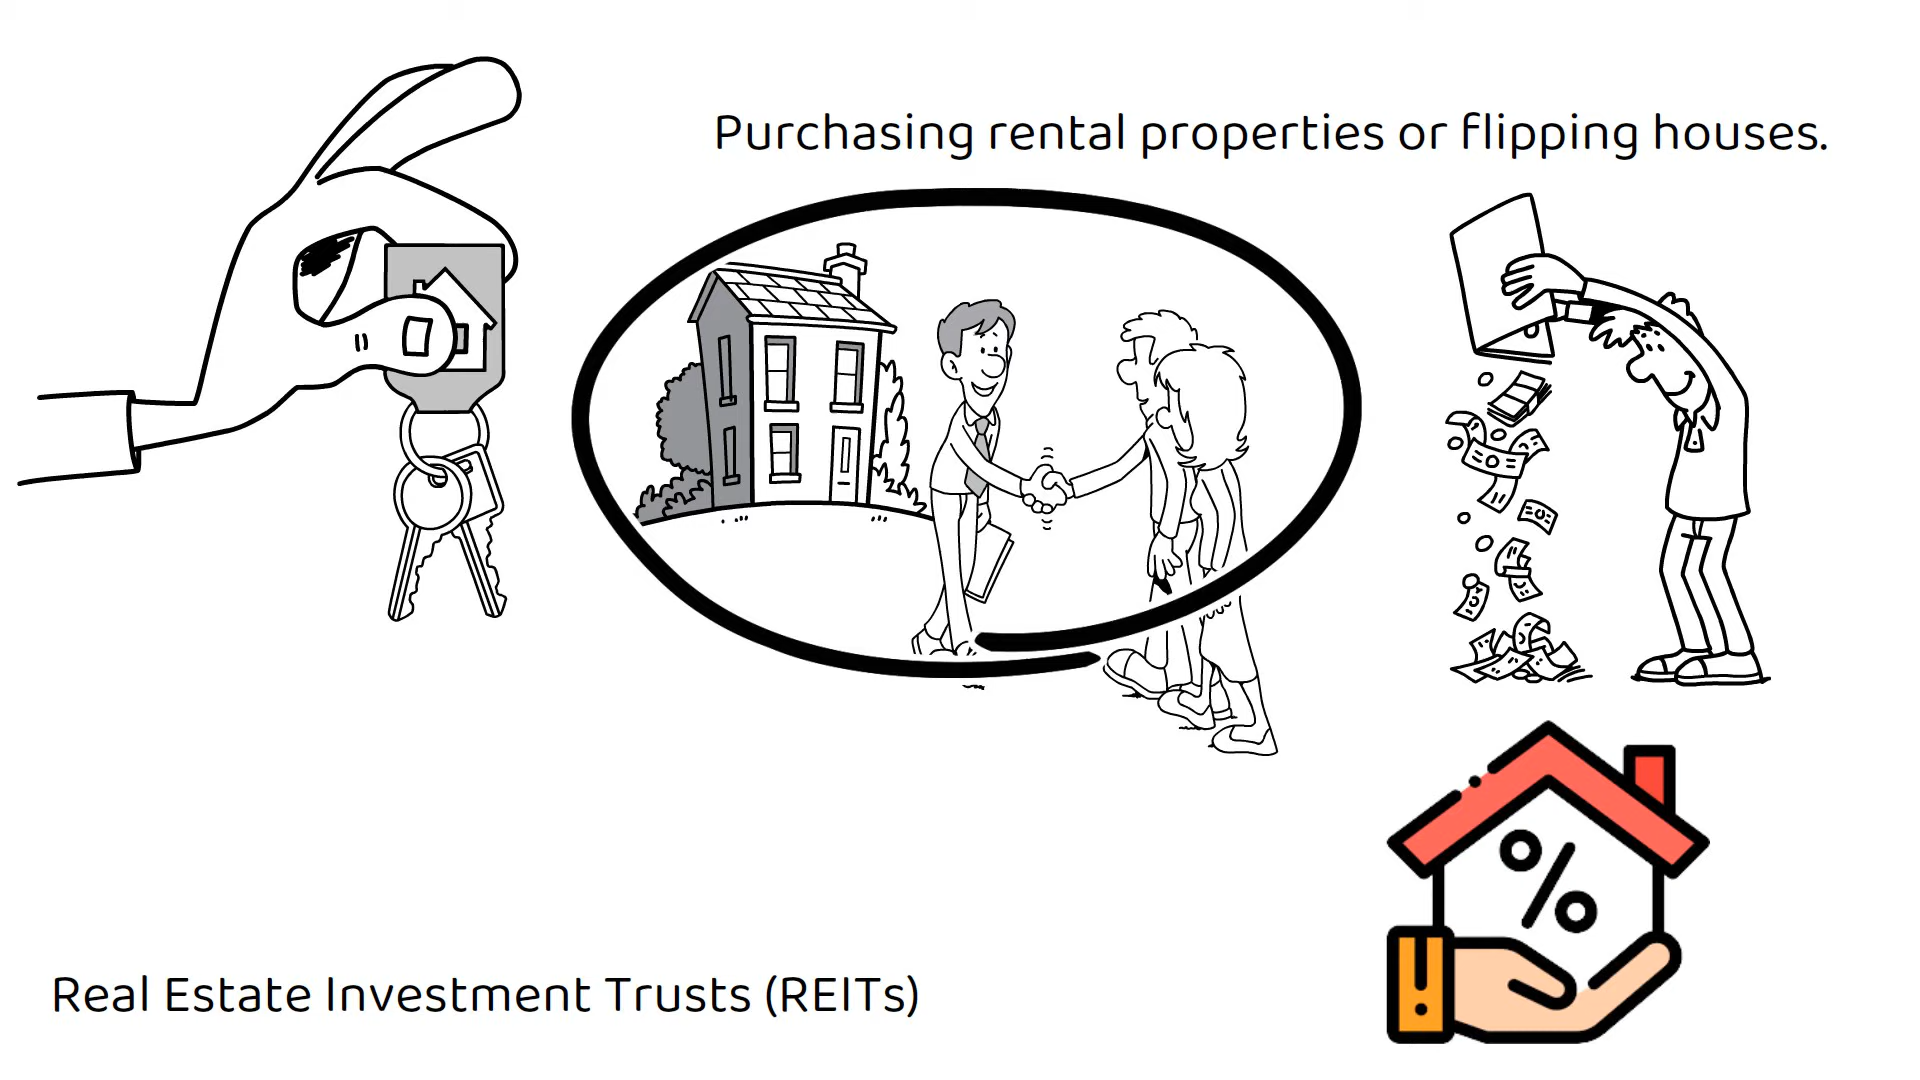 Purchasing rental properties or flipping houses.
%
Real Estate Investment Trusts (REITs)